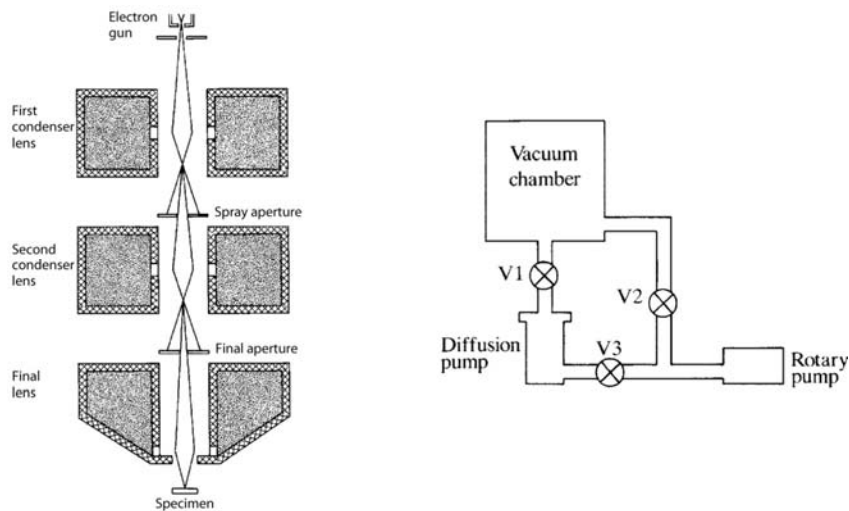 Electron
gun
First
condenser
lens
Spray aperture
Second
condenser
lens
Final aperture
Final
lens
Specimen
Vacuum
chamber
V1
V2
Diffusion
pump
V3
Rotary
pump